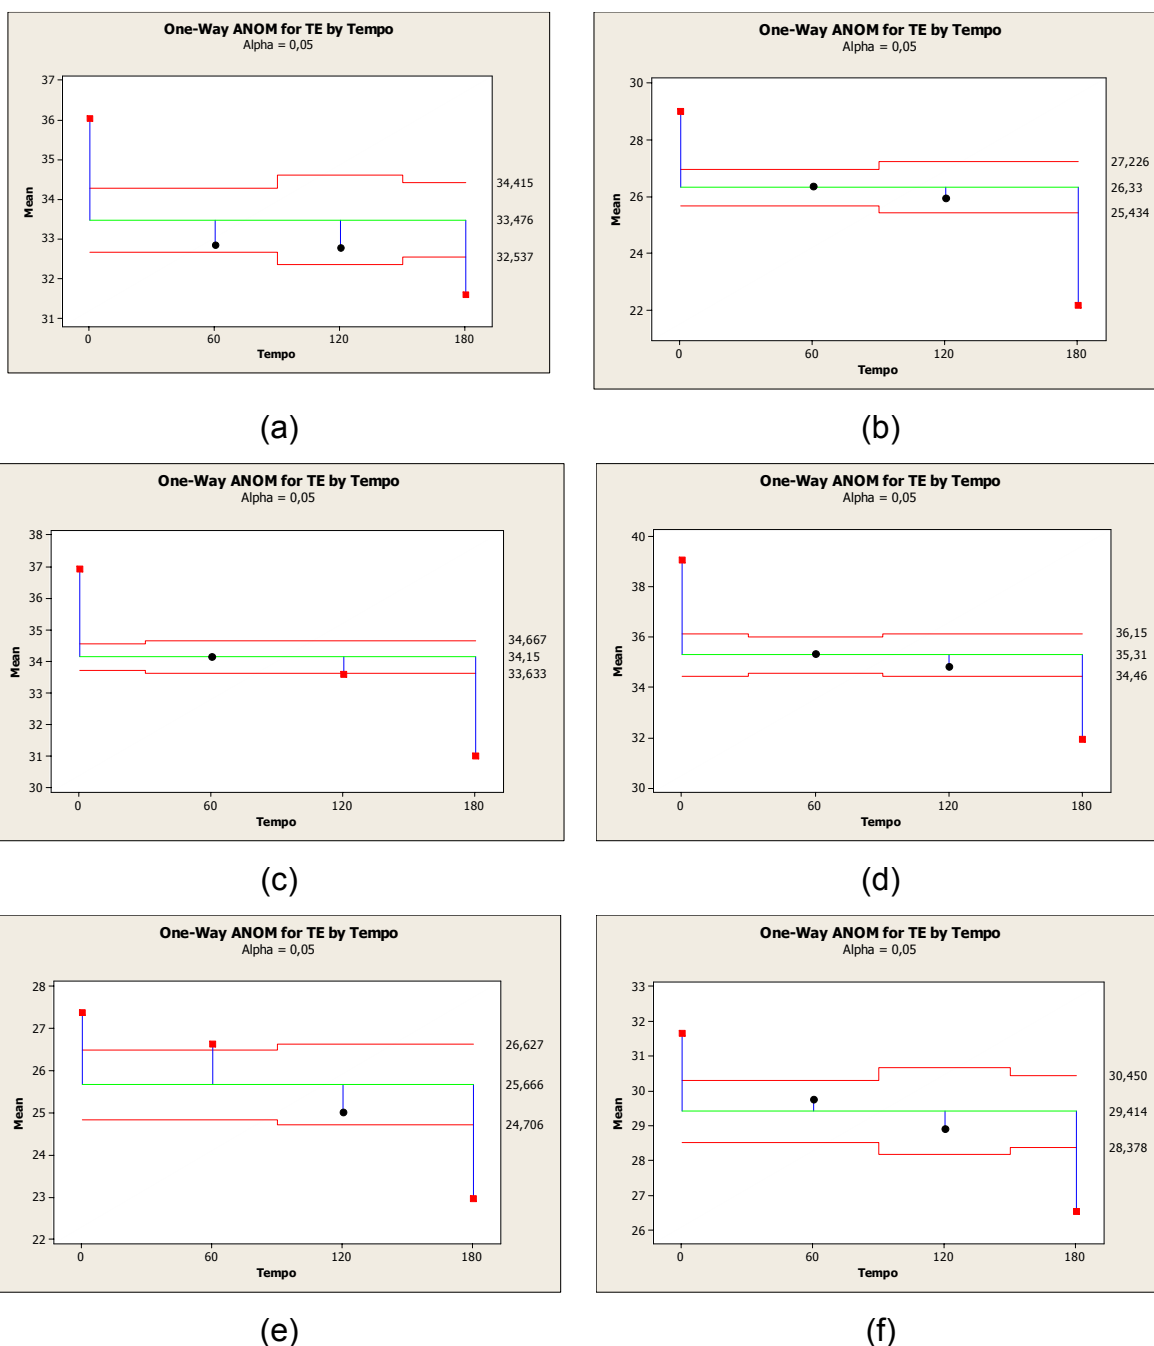 One-Way ANOM for TE by Tempo
Alpha = 0,05
37
36
35
34
33
32
31
Mean
34,415
33,476
32,537
0 60 120 180
Tempo
(a)
One-Way ANOM for TE by Tempo
Alpha = 0,05
30
28
26
24
22
Mean
27,226
26,33
25,434
0 60 120 180
Tempo
(b)
One-Way ANOM for TE by Tempo
Alpha = 0,05
38
37
36
35
34
33
32
31
30
Mean
34,667
34,15
33,633
0 60 120 180
Tempo
(c)
One-Way ANOM for TE by Tempo
Alpha = 0,05
40
38
36
34
32
30
Mean
36,15
35,31
34,46
0 60 120 180
Tempo
(d)
One-Way ANOM for TE by Tempo
Alpha = 0,05
28
27
26
25
24
23
22
Mean
26,627
25,666
24,706
0 60 120 180
Tempo
(e)
One-Way ANOM for TE by Tempo
Alpha = 0,05
33
32
31
30
29
28
27
26
Mean
30,450
29,414
28,378
0 60 120 180
Tempo
(f)